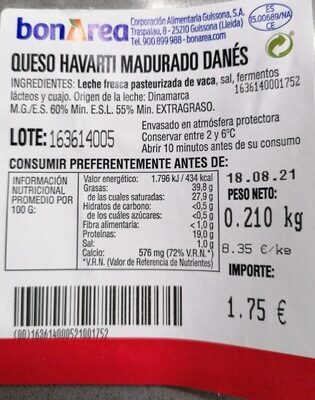 bonÀrea
Corporación Alimentaria Guissona, S.A.
Traspalau, 8 - 25210 Guissona (Lleida)
Tel. 900 899 988 - bonarea.com
ES
15.00689/NA
CE
QUESO HAVARTI MADURADO DANÉS
INGREDIENTES: Leche fresca pasteurizada de vaca, sal, fermentos
lácteos y cuajo. Origen de la leche: Dinamarca
1636140001752
M.G./E.S. 60% Min. E.S.L. 55% Min. EXTRAGRASO.
LOTE: 163614005
Envasado en atmósfera protectora
Conservar entre 2 y 6ºC
Abrir 10 minutos antes de su consumo
CONSUMIR PREFERENTEMENTE ANTES DE: 18.08.21
INFORMACIÓN
NUTRICIONAL
PROMEDIO POR
100 G:
Valor energético: 1.796 kJ / 434 kcal
Grasas: 39,8 g
de las cuales saturadas: 27,9 g
Hidratos de carbono: <0,5 g
de los cuales azúcares: <0,5 g
Fibra alimentaria: < 1,0 g
Proteínas: 19,0 g
Sal: 1,0 g
Calcio: 576 mg (72% V.R.N.*)
*V.R.N. (Valor de Referencia de Nutrientes)
PESO NETO:
0.210 kg
8.35 €/kg
IMPORTE:
1.75 €
(00)163614000521001752